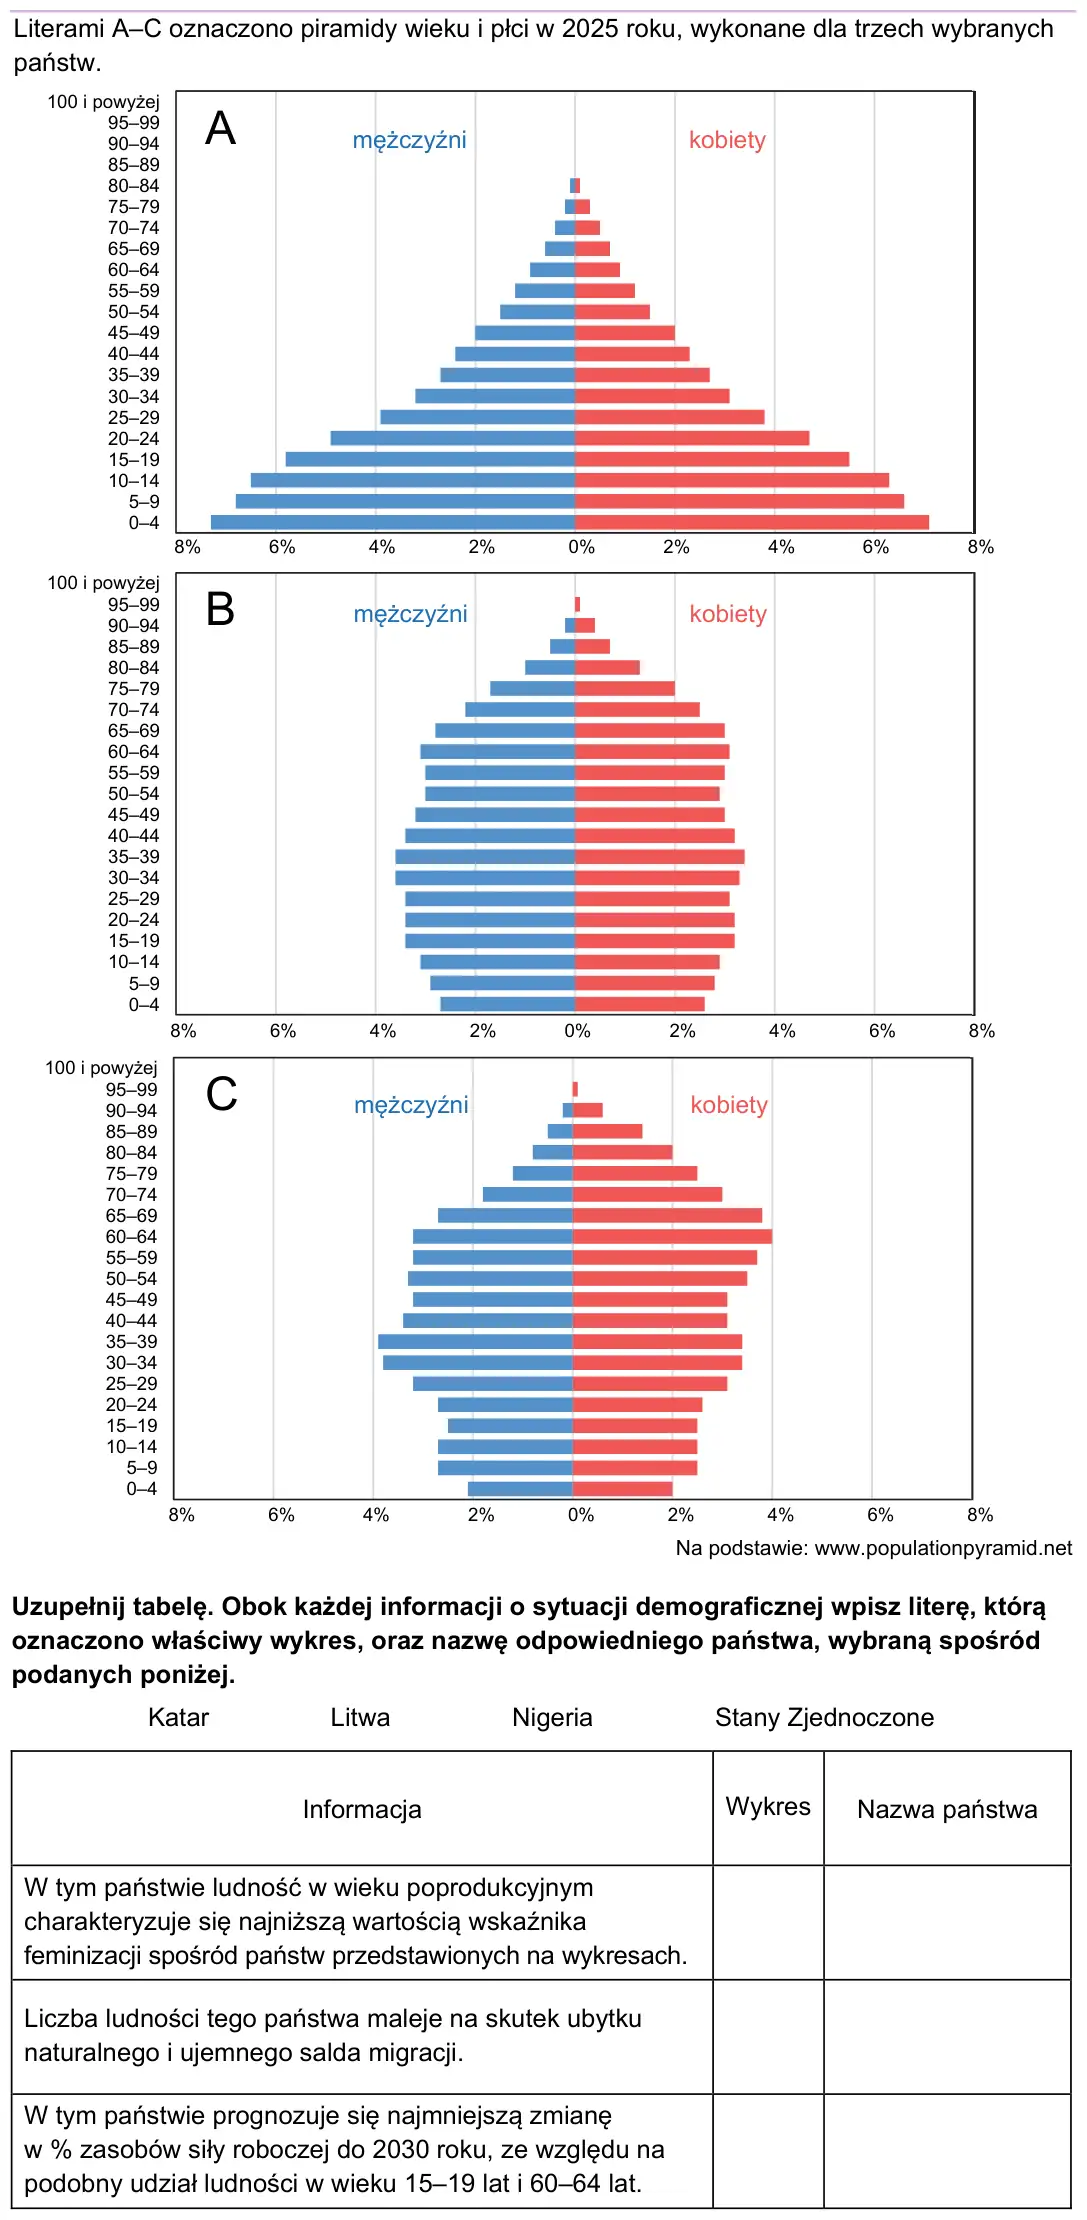 Literami A–C oznaczono piramidy wieku i płci w 2025 roku, wykonane dla trzech wybranych
państw.
100 i powyżej
95–99
90–94
85–89
80–84
75–79
70–74
65–69
60–64
55–59
50–54
45–49
40–44
35–39
30–34
25–29
20–24
15–19
10–14
5–9
0–4
A
mężczyźni
kobiety
8% 6% 4% 2% 0% 2% 4% 6% 8%
100 i powyżej
95–99
90–94
85–89
80–84
75–79
70–74
65–69
60–64
55–59
50–54
45–49
40–44
35–39
30–34
25–29
20–24
15–19
10–14
5–9
0–4
B
mężczyźni
kobiety
8% 6% 4% 2% 0% 2% 4% 6% 8%
100 i powyżej
95–99
90–94
85–89
80–84
75–79
70–74
65–69
60–64
55–59
50–54
45–49
40–44
35–39
30–34
25–29
20–24
15–19
10–14
5–9
0–4
C
mężczyźni
kobiety
8% 6% 4% 2% 0% 2% 4% 6% 8%
Na podstawie: www.populationpyramid.net
Uzupełnij tabelę. Obok każdej informacji o sytuacji demograficznej wpisz literę, którą
oznaczono właściwy wykres, oraz nazwę odpowiedniego państwa, wybraną spośród
podanych poniżej.
Katar Litwa Nigeria Stany Zjednoczone
Informacja Wykres Nazwa państwa
W tym państwie ludność w wieku poprodukcyjnym
charakteryzuje się najniższą wartością wskaźnika
feminizacji spośród państw przedstawionych na wykresach.
Liczba ludności tego państwa maleje na skutek ubytku
naturalnego i ujemnego salda migracji.
W tym państwie prognozuje się najmniejszą zmianę
w % zasobów siły roboczej do 2030 roku, ze względu na
podobny udział ludności w wieku 15–19 lat i 60–64 lat.